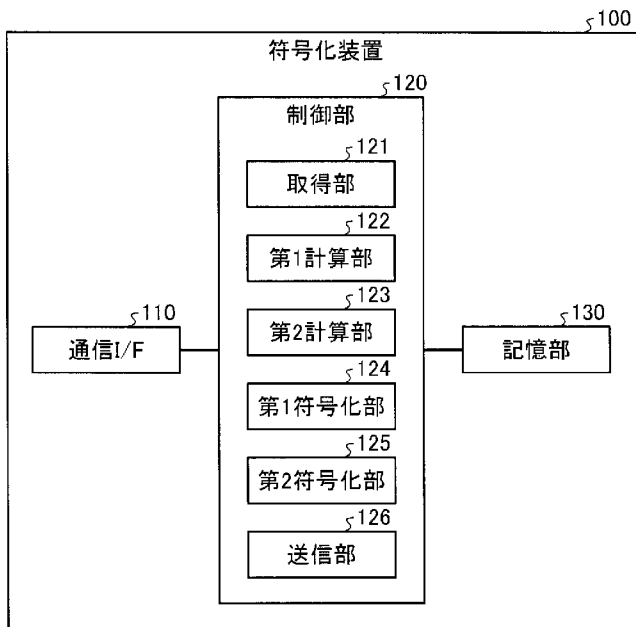 100
符号化装置
120
制御部
121
取得部
122
第1計算部
123
第2計算部
110
通信I/F
130
記憶部
124
第1符号化部
125
第2符号化部
126
送信部